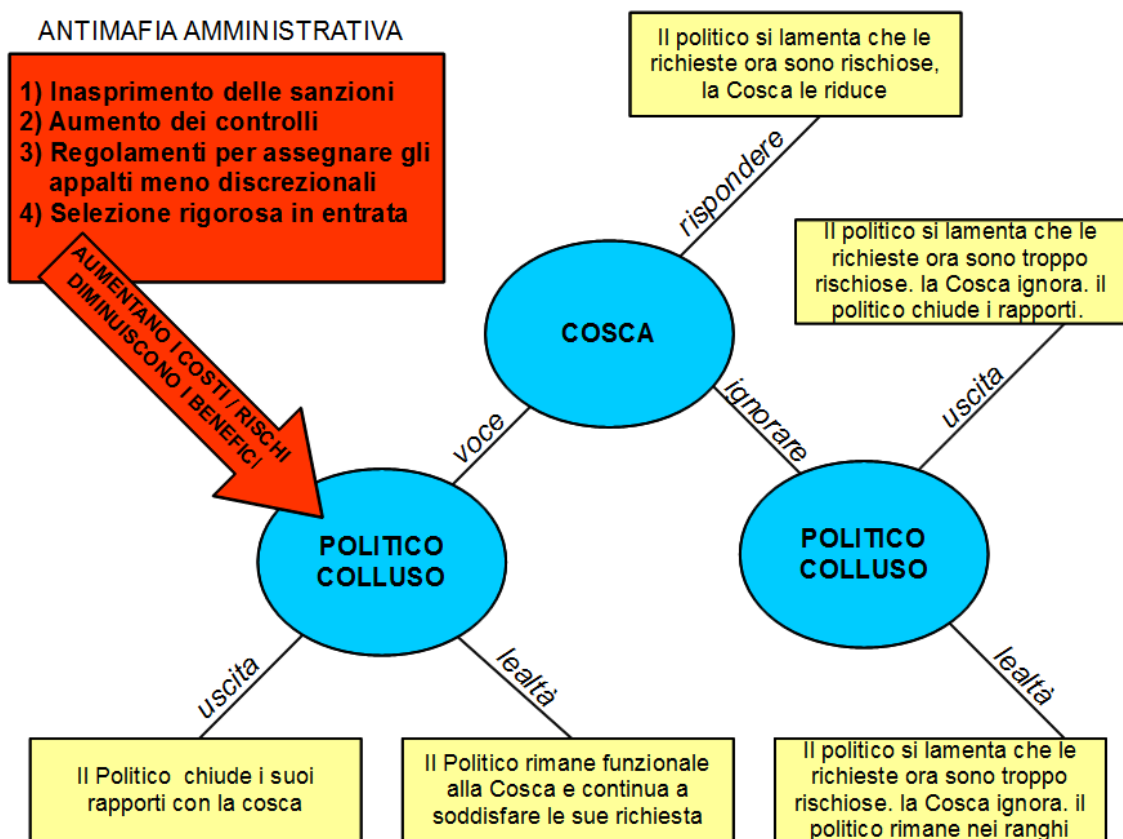 ANTIMAFIA AMMINISTRATIVA
1) Inasprimento delle sanzioni
2) Aumento dei controlli
3) Regolamenti per assegnare gli
appalti meno discrezionali
4) Selezione rigorosa in entrata
AUMENTANO I COSTI / RISCHI
DIMINUISCONO I BENEFICI
Il politico si lamenta che le
richieste ora sono rischiose,
la Cosca le riduce
rispondere
Il politico si lamenta che le
richieste ora sono troppo
rischiose. la Cosca ignora. il
politico chiude i rapporti.
COSCA
voce
ignorare
uscita
POLITICO
COLLUSO
POLITICO
COLLUSO
uscita
lealtà
lealtà
Il Politico chiude i suoi
rapporti con la cosca
Il Politico rimane funzionale
alla Cosca e continua a
soddisfare le sue richiesta
Il politico si lamenta che le
richieste ora sono troppo
rischiose. la Cosca ignora. il
politico rimane nei ranghi